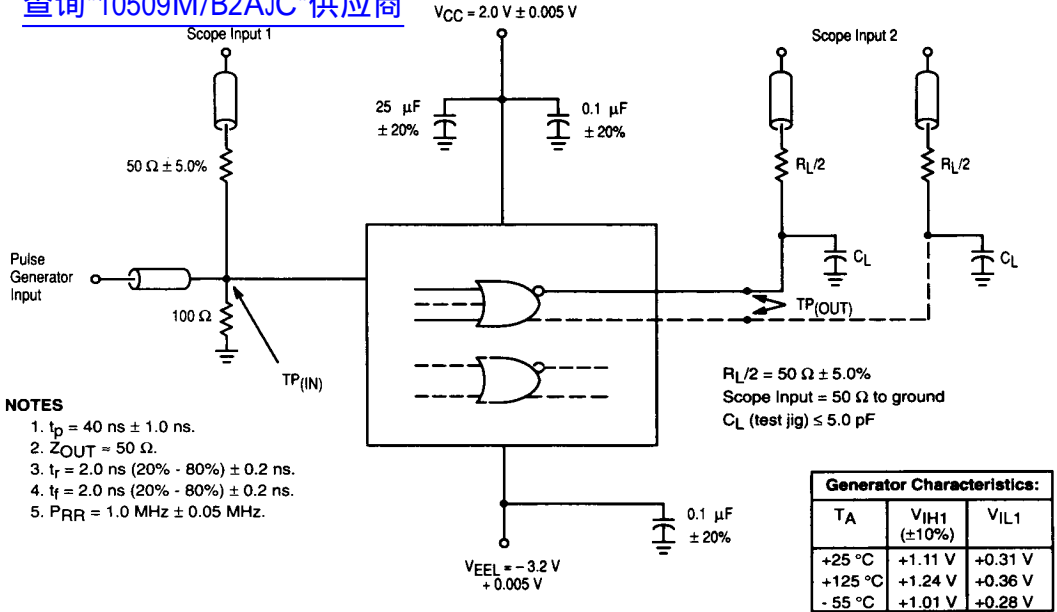 查询"10509M/B2AJC"供应商
VCC = 2.0 V ± 0.005 V
Scope Input 1
Scope Input 2
25 µF
± 20%
0.1 µF
± 20%
50 Ω ± 5.0%
RL/2
RL/2
Pulse
Generator
Input
CL
CL
100 Ω
TP(OUT)
TP(IN)
RL/2 = 50 Ω ± 5.0%
Scope Input = 50 Ω to ground
CL (test jig) ≤ 5.0 pF
NOTES
1. tp = 40 ns ± 1.0 ns.
2. ZOUT ≈ 50 Ω.
3. tr = 2.0 ns (20% - 80%) ± 0.2 ns.
4. tf = 2.0 ns (20% - 80%) ± 0.2 ns.
5. PRR = 1.0 MHz ± 0.05 MHz.
0.1 µF
± 20%
VEEL = – 3.2 V
+ 0.005 V
Generator Characteristics:
TA VIH1 (±10%) VIL1
+25 °C +1.11 V +0.31 V
+125 °C +1.24 V +0.36 V
- 55 °C +1.01 V +0.28 V